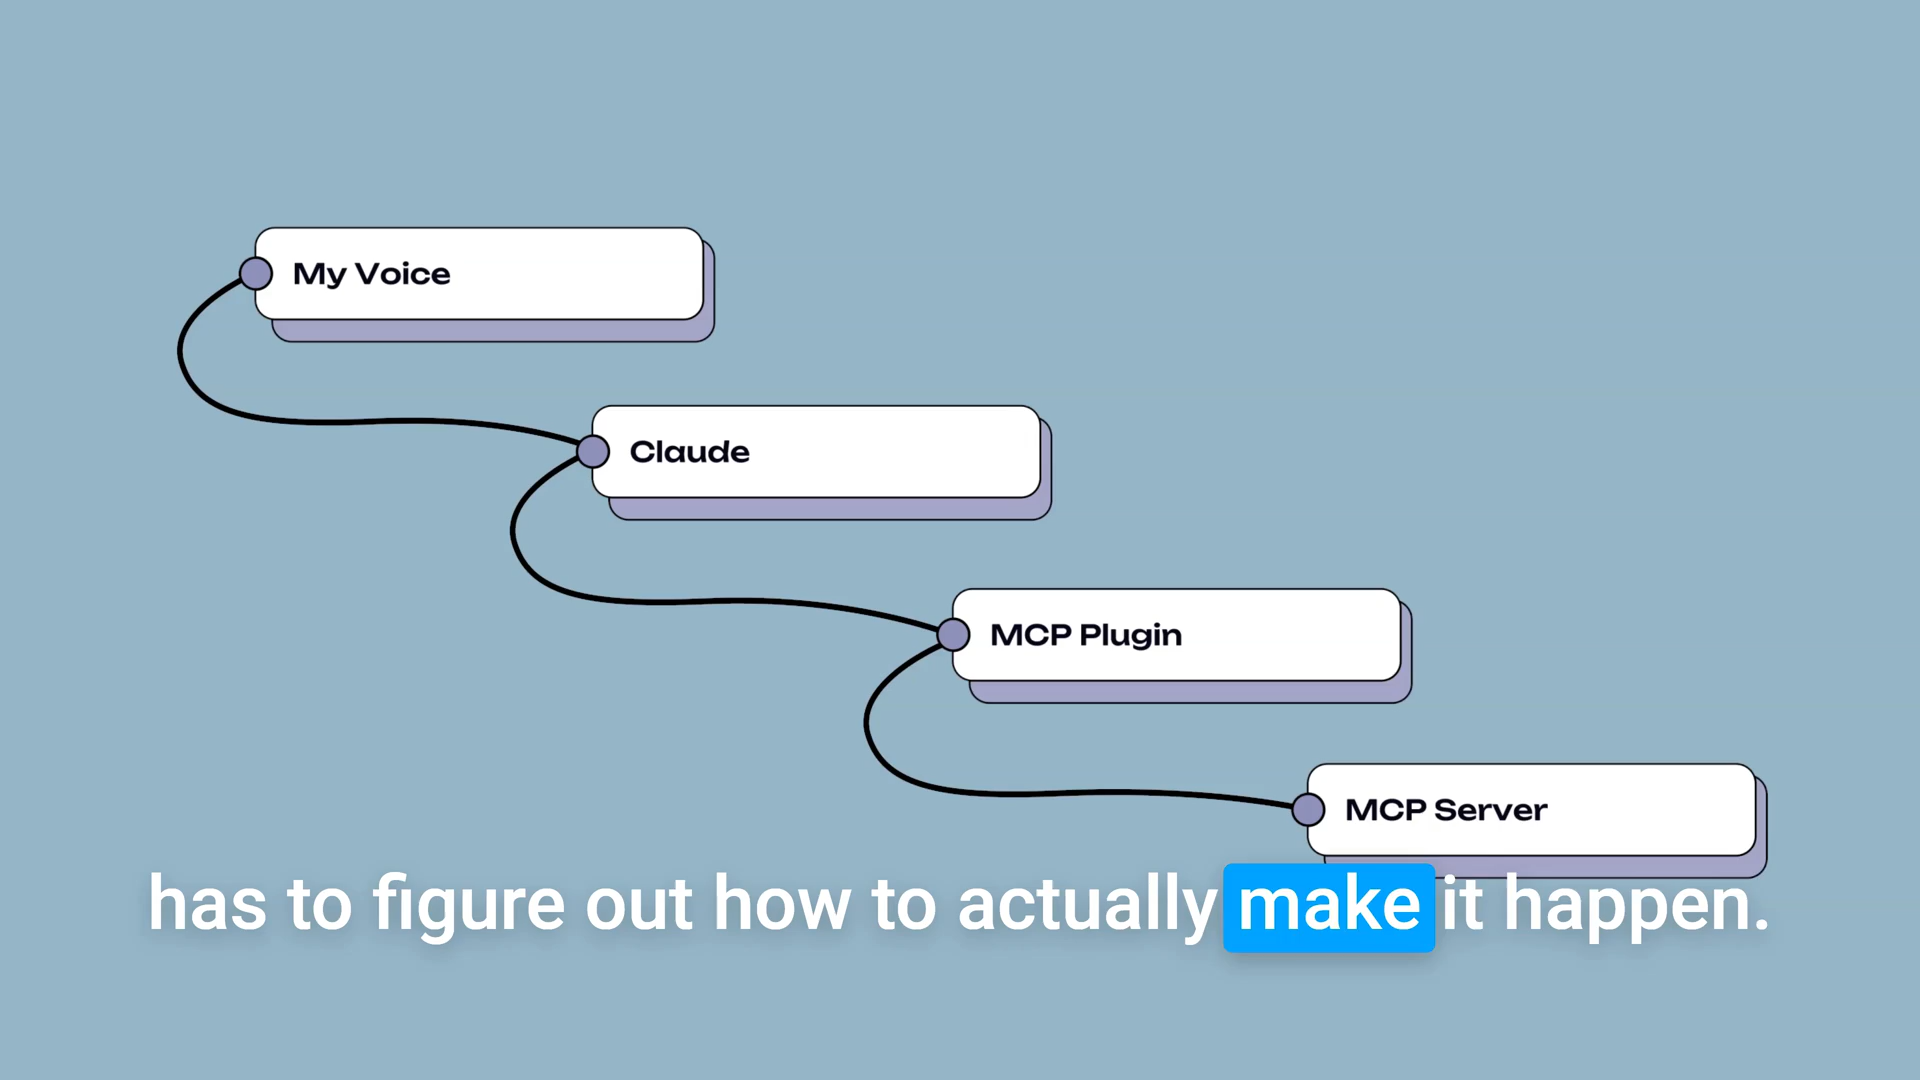 My Voice
Claude
MCP Plugin
MCP Server
has to figure out how to actually make it happen.